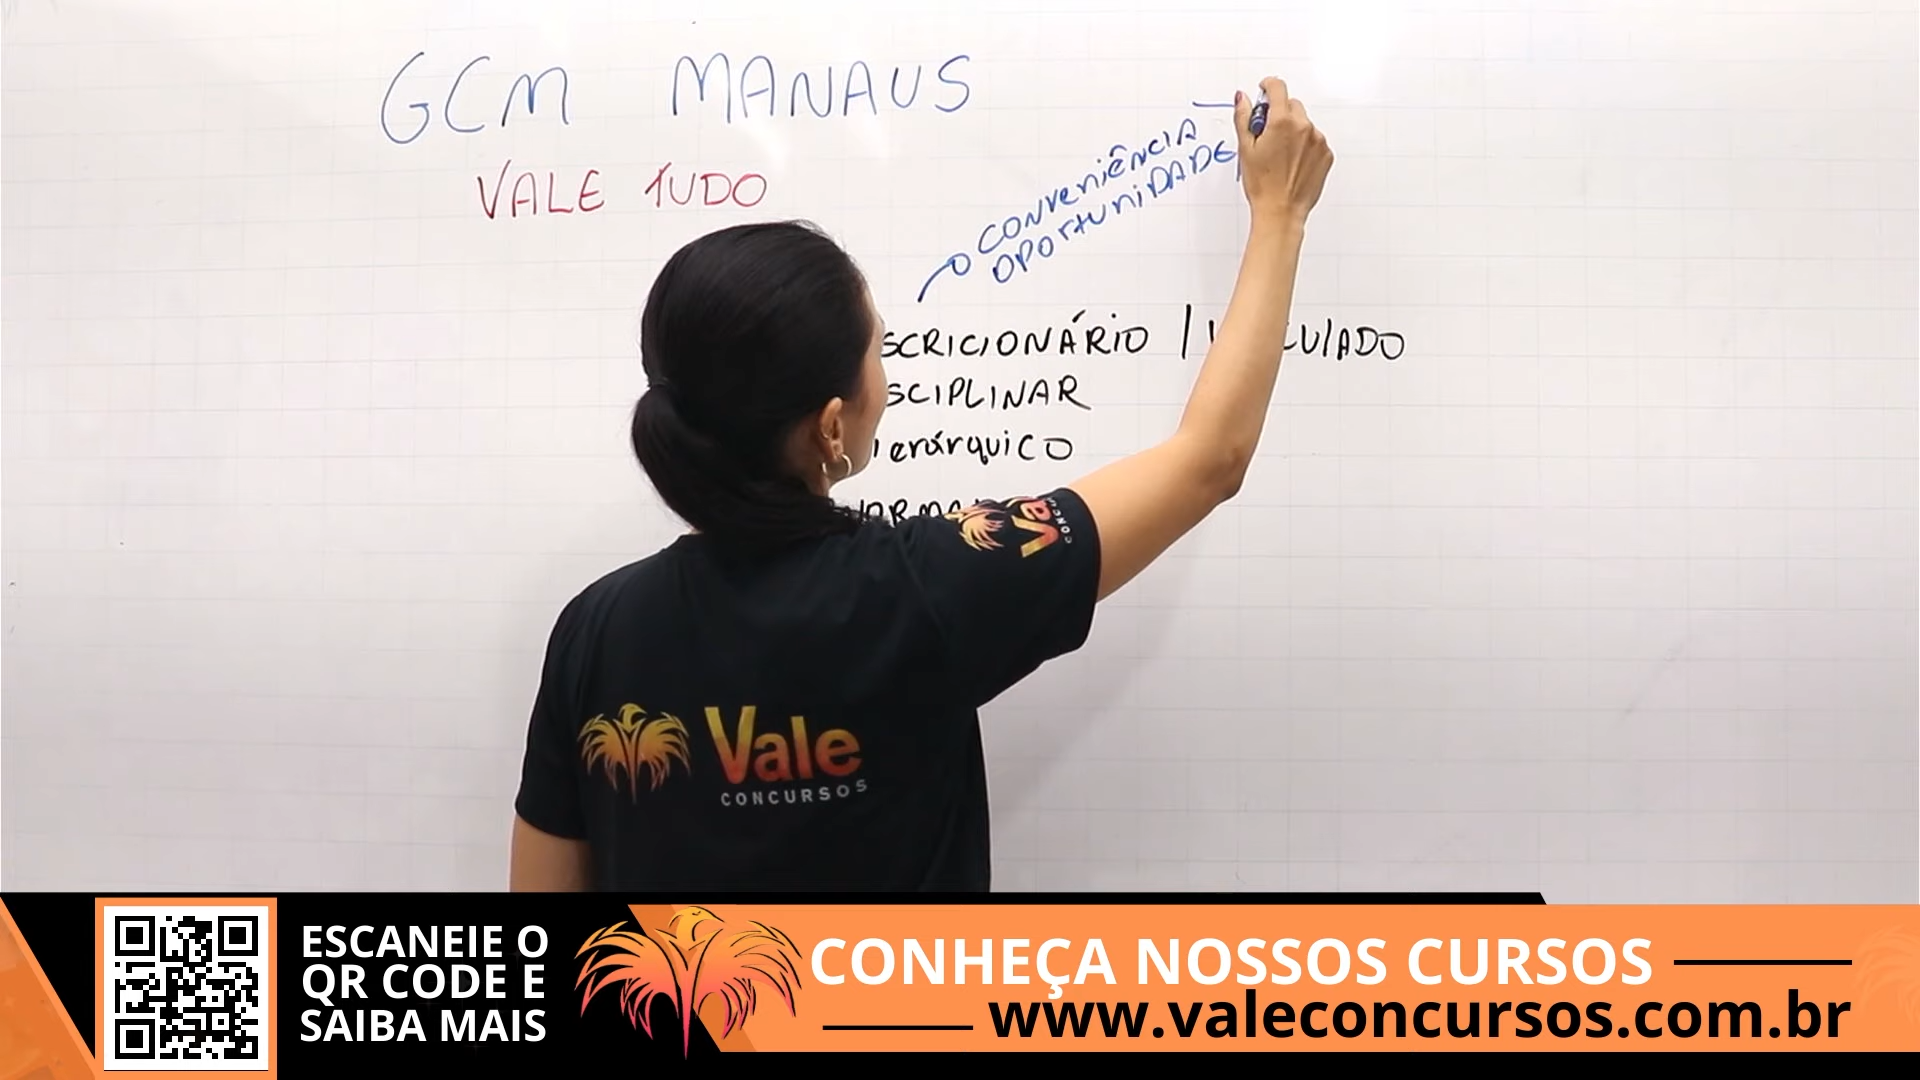 GCM MANAUS
VALE TUDO
CONVENIÊNCIA
OPORTUNIDADE
SCRICIONÁRIO /
SCIPLINAR
ierárquico
Vale
CONCURSOS
ESCANEIE O
QR CODE E
SAIBA MAIS
CONHEÇA NOSSOS CURSOS
www.valeconcursos.com.br